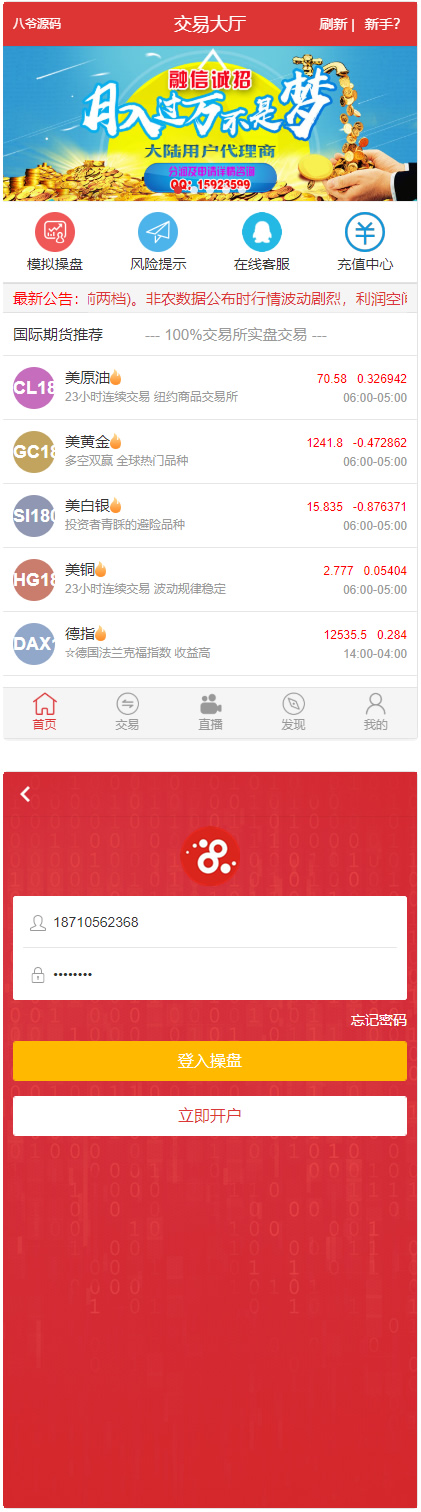 八爷源码 交易大厅 刷新 | 新手?
融信诚招
月入过万不是梦
大陆用户代理商
分润及申请详情咨询
QQ：15923599
模拟操盘 风险提示 在线客服 充值中心
最新公告： 前两档)。非农数据公布时行情波动剧烈，利润空间
国际期货推荐 --- 100%交易所实盘交易 ---
CL18 美原油 70.58 0.326942
23小时连续交易 纽约商品交易所 06:00-05:00
GC18 美黄金 1241.8 -0.472862
多空双赢 全球热门品种 06:00-05:00
SI180 美白银 15.835 -0.876371
投资者青睬的避险品种 06:00-05:00
HG18 美铜 2.777 0.05404
23小时连续交易 波动规律稳定 06:00-05:00
DAX1 德指 12535.5 0.284
☆德国法兰克福指数 收益高 14:00-04:00
首页 交易 直播 发现 我的
18710562368
••••••••
忘记密码
登入操盘
立即开户